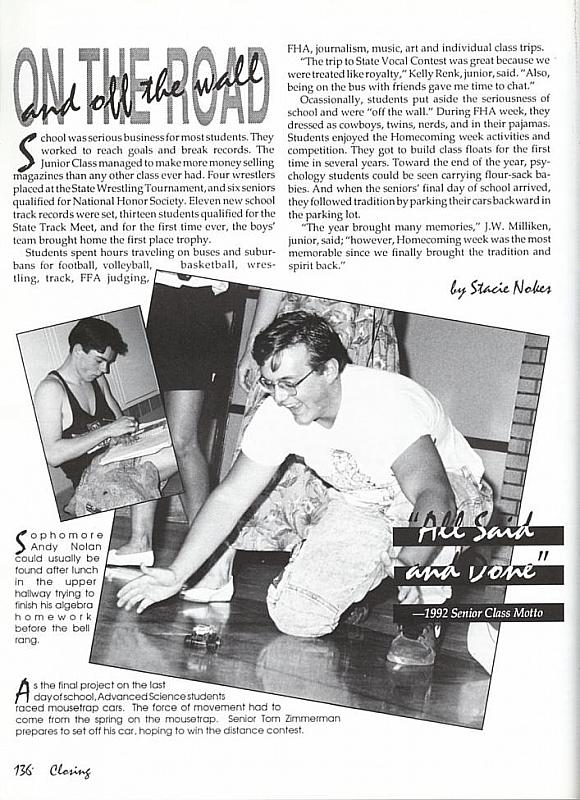 ON THE ROAD
and off the wall
School was serious business for most students. They
worked to reach goals and break records. The
Junior Class managed to make more money selling
magazines than any other class ever had. Four wrestlers
placed at the State Wrestling Tournament, and six seniors
qualified for National Honor Society. Eleven new school
track records were set, thirteen students qualified for the
State Track Meet, and for the first time ever, the boys'
team brought home the first place trophy.
Students spent hours traveling on buses and subur-
bans for football, volleyball, basketball, wres-
tling, track, FFA judging,
FHA, journalism, music, art and individual class trips.
"The trip to State Vocal Contest was great because we
were treated like royalty," Kelly Renk, junior, said. "Also,
being on the bus with friends gave me time to chat."
Ocassionally, students put aside the seriousness of
school and were "off the wall." During FHA week, they
dressed as cowboys, twins, nerds, and in their pajamas.
Students enjoyed the Homecoming week activities and
competition. They got to build class floats for the first
time in several years. Toward the end of the year, psy-
chology students could be seen carrying flour-sack ba-
bies. And when the seniors' final day of school arrived,
they followed tradition by parking their cars backward in
the parking lot.
"The year brought many memories," J.W. Milliken,
junior, said; "however, Homecoming week was the most
memorable since we finally brought the tradition and
spirit back."
by Stacie Nokes
Sophomore
Andy Nolan
could usually be
found after lunch
in the upper
hallway trying to
finish his algebra
homework
before the bell
rang.
"All Said
and Done"
—1992 Senior Class Motto
As the final project on the last
day of school, Advanced Science students
raced mousetrap cars. The force of movement had to
come from the spring on the mousetrap. Senior Tom Zimmerman
prepares to set off his car, hoping to win the distance contest.
136 Closing